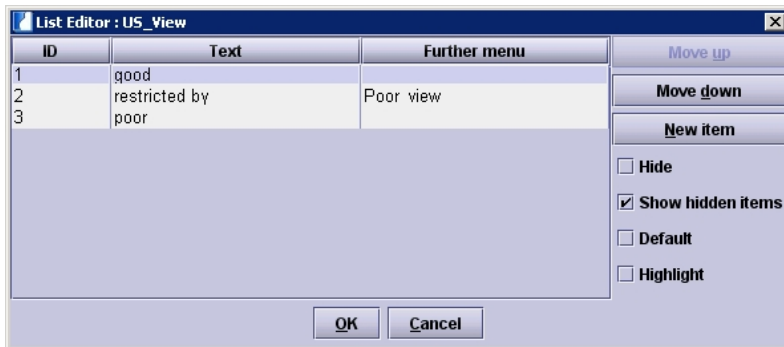 List Editor : US_View
ID Text Further menu
1 good
2 restricted by Poor view
3 poor
Move up
Move down
New item
Hide
Show hidden items
Default
Highlight
OK Cancel